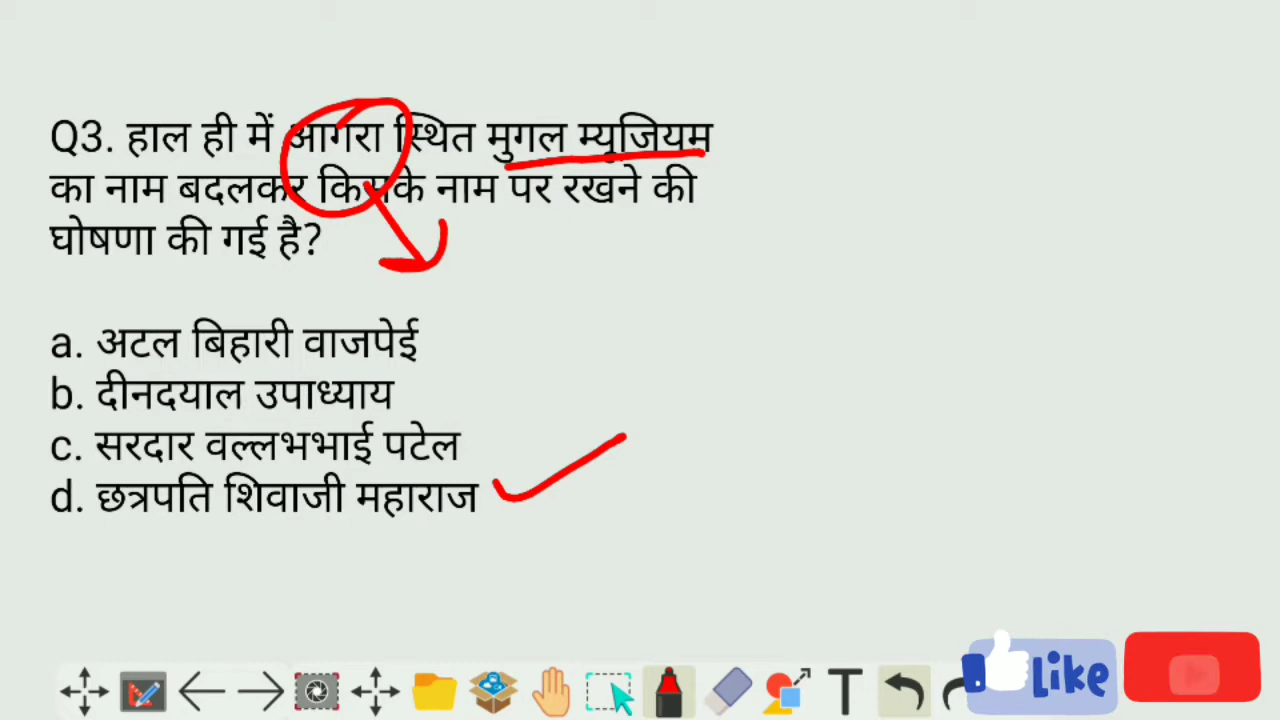 Q3. हाल ही में आगरा स्थित मुगल म्यूजियम
का नाम बदलकर किसके नाम पर रखने की
घोषणा की गई है?
a. अटल बिहारी वाजपेई
b. दीनदयाल उपाध्याय
c. सरदार वल्लभभाई पटेल
d. छत्रपति शिवाजी महाराज
T
Like